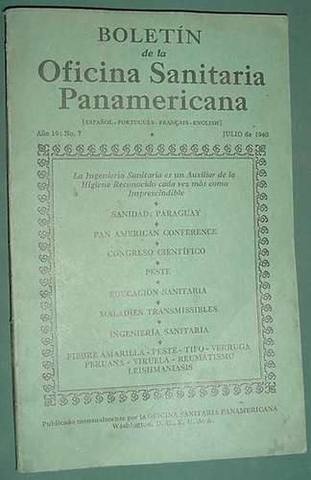 BOLETÍN
de la
Oficina Sanitaria
Panamericana
[ESPAÑOL - PORTUGUÊS - FRANÇAIS - ENGLISH]
Año 19: No. 7 JULIO de 1940
La Ingeniería Sanitaria es un Auxiliar de la
Higiene Reconocido cada vez más como
Imprescindible
SANIDAD: PARAGUAY
PAN AMERICAN CONFERENCE
CONGRESO CIENTÍFICO
PESTE
EDUCACIÓN SANITARIA
MALADIES TRANSMISSIBLES
INGENIERÍA SANITARIA
FIEBRE AMARILLA - PESTE - TIFO - VERRUGA
PERUANA - VIRUELA - REUMATISMO
LEISHMANIASIS
Publicado mensualmente por la OFICINA SANITARIA PANAMERICANA
Washington, D. C., E. U. de A.